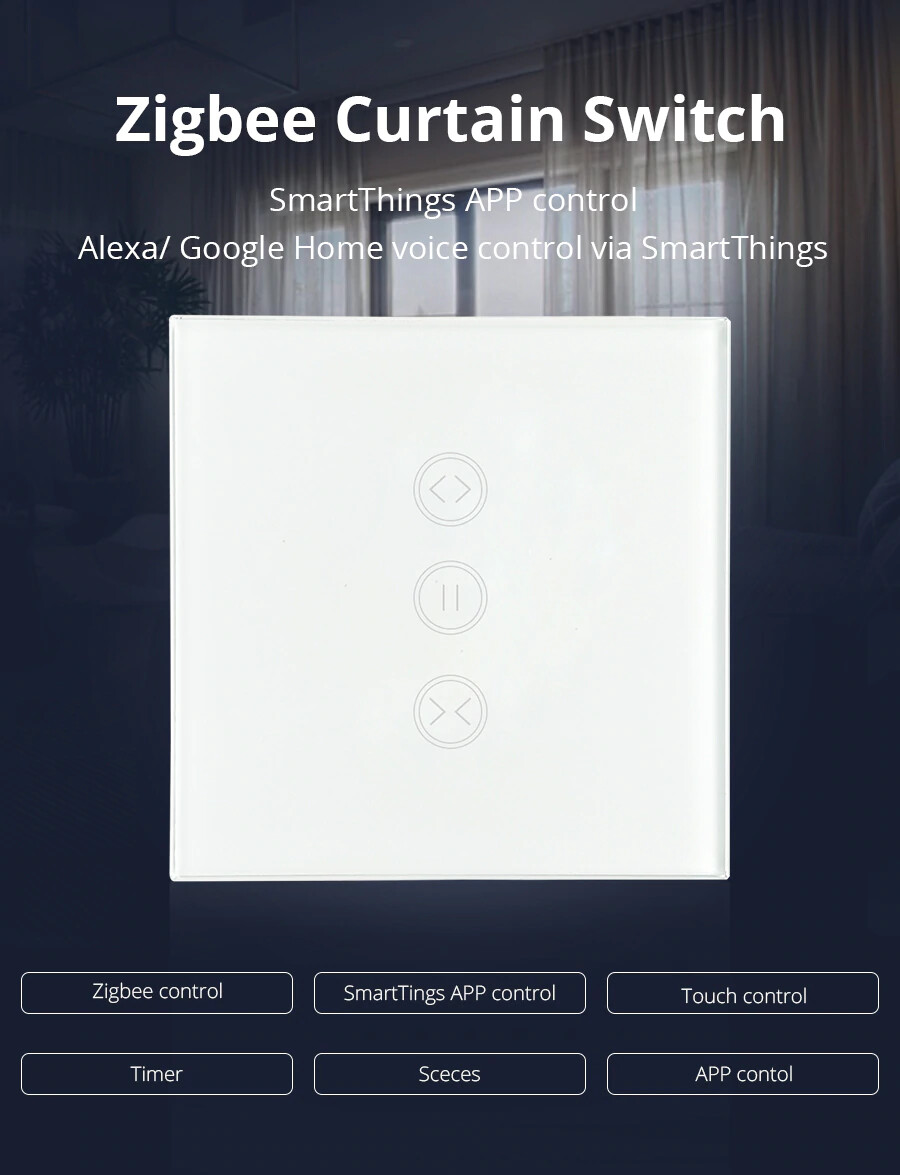 Zigbee Curtain Switch
SmartThings APP control
Alexa/ Google Home voice control via SmartThings
Zigbee control
SmartTings APP control
Touch control
Timer
Sceces
APP contol